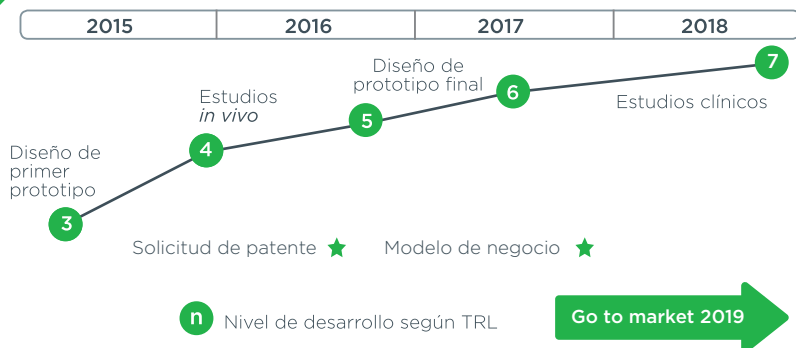 2015 2016 2017 2018
7
Diseño de
prototipo final
6
Estudios clínicos
Estudios
in vivo
5
4
Diseño de
primer
prototipo
3
Solicitud de patente
Modelo de negocio
n Nivel de desarrollo según TRL
Go to market 2019